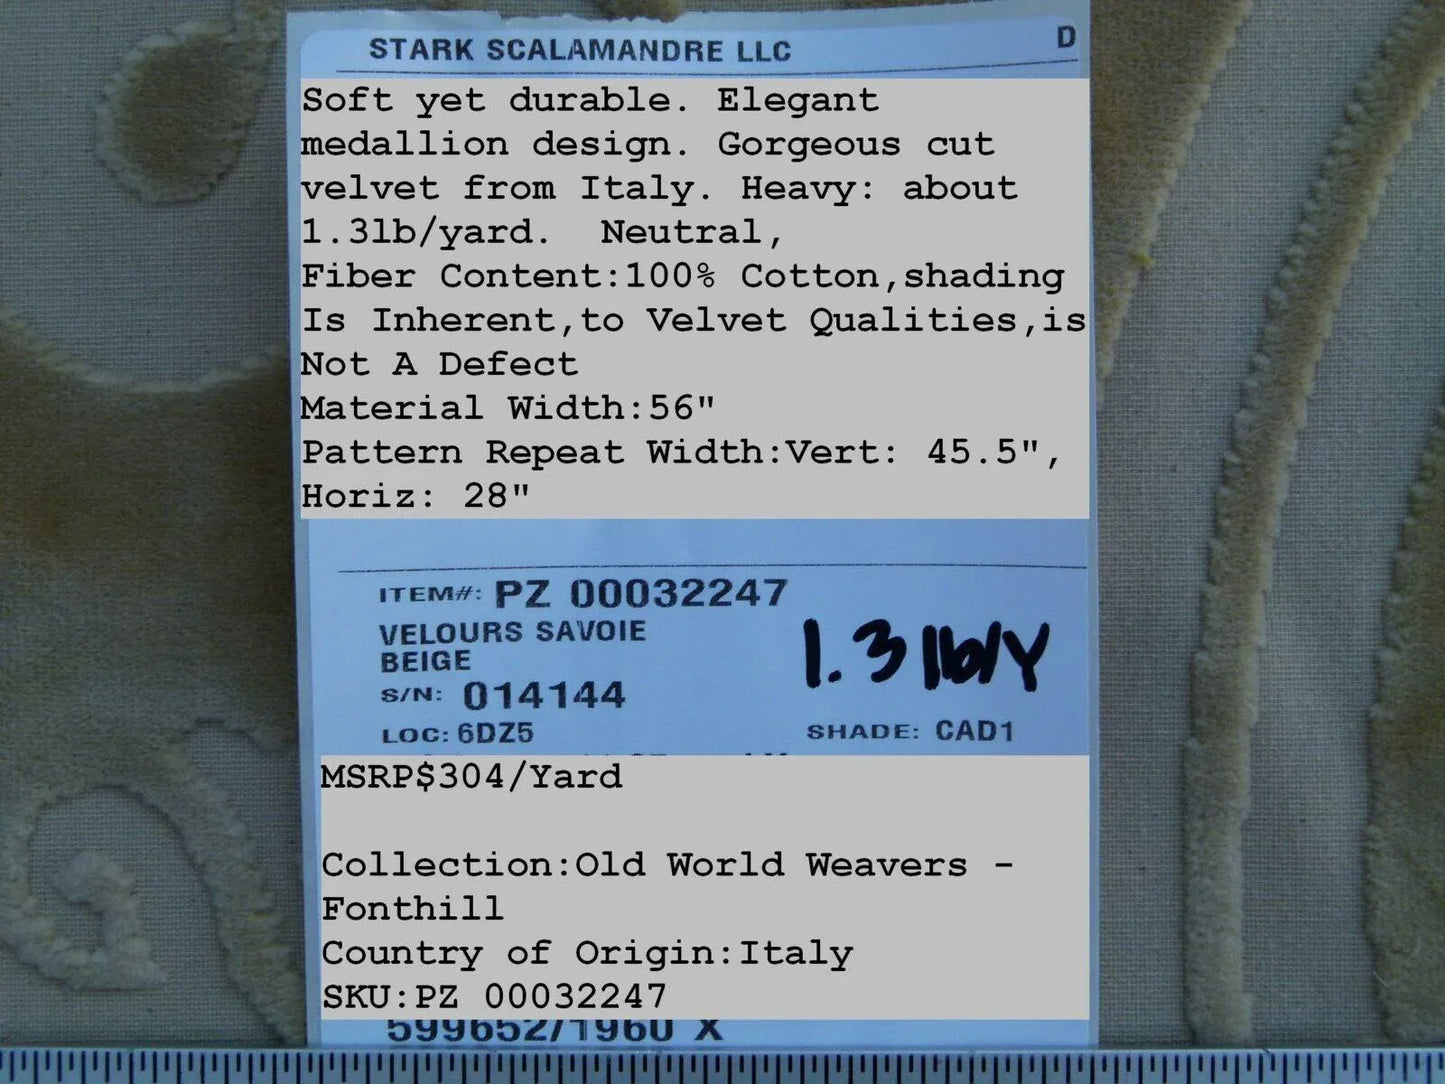 STARK SCALAMANDRE LLC D
Soft yet durable. Elegant
medallion design. Gorgeous cut
velvet from Italy. Heavy: about
1.3lb/yard. Neutral,
Fiber Content:100% Cotton,shading
Is Inherent,to Velvet Qualities,is
Not A Defect
Material Width:56"
Pattern Repeat Width:Vert: 45.5",
Horiz: 28"
ITEM#: PZ 00032247
VELOURS SAVOIE
BEIGE
1.3 lb/Y
S/N: 014144
LOC: 6DZ5 SHADE: CAD1
MSRP$304/Yard
Collection:Old World Weavers -
Fonthill
Country of Origin:Italy
SKU:PZ 00032247
599652/1960 X